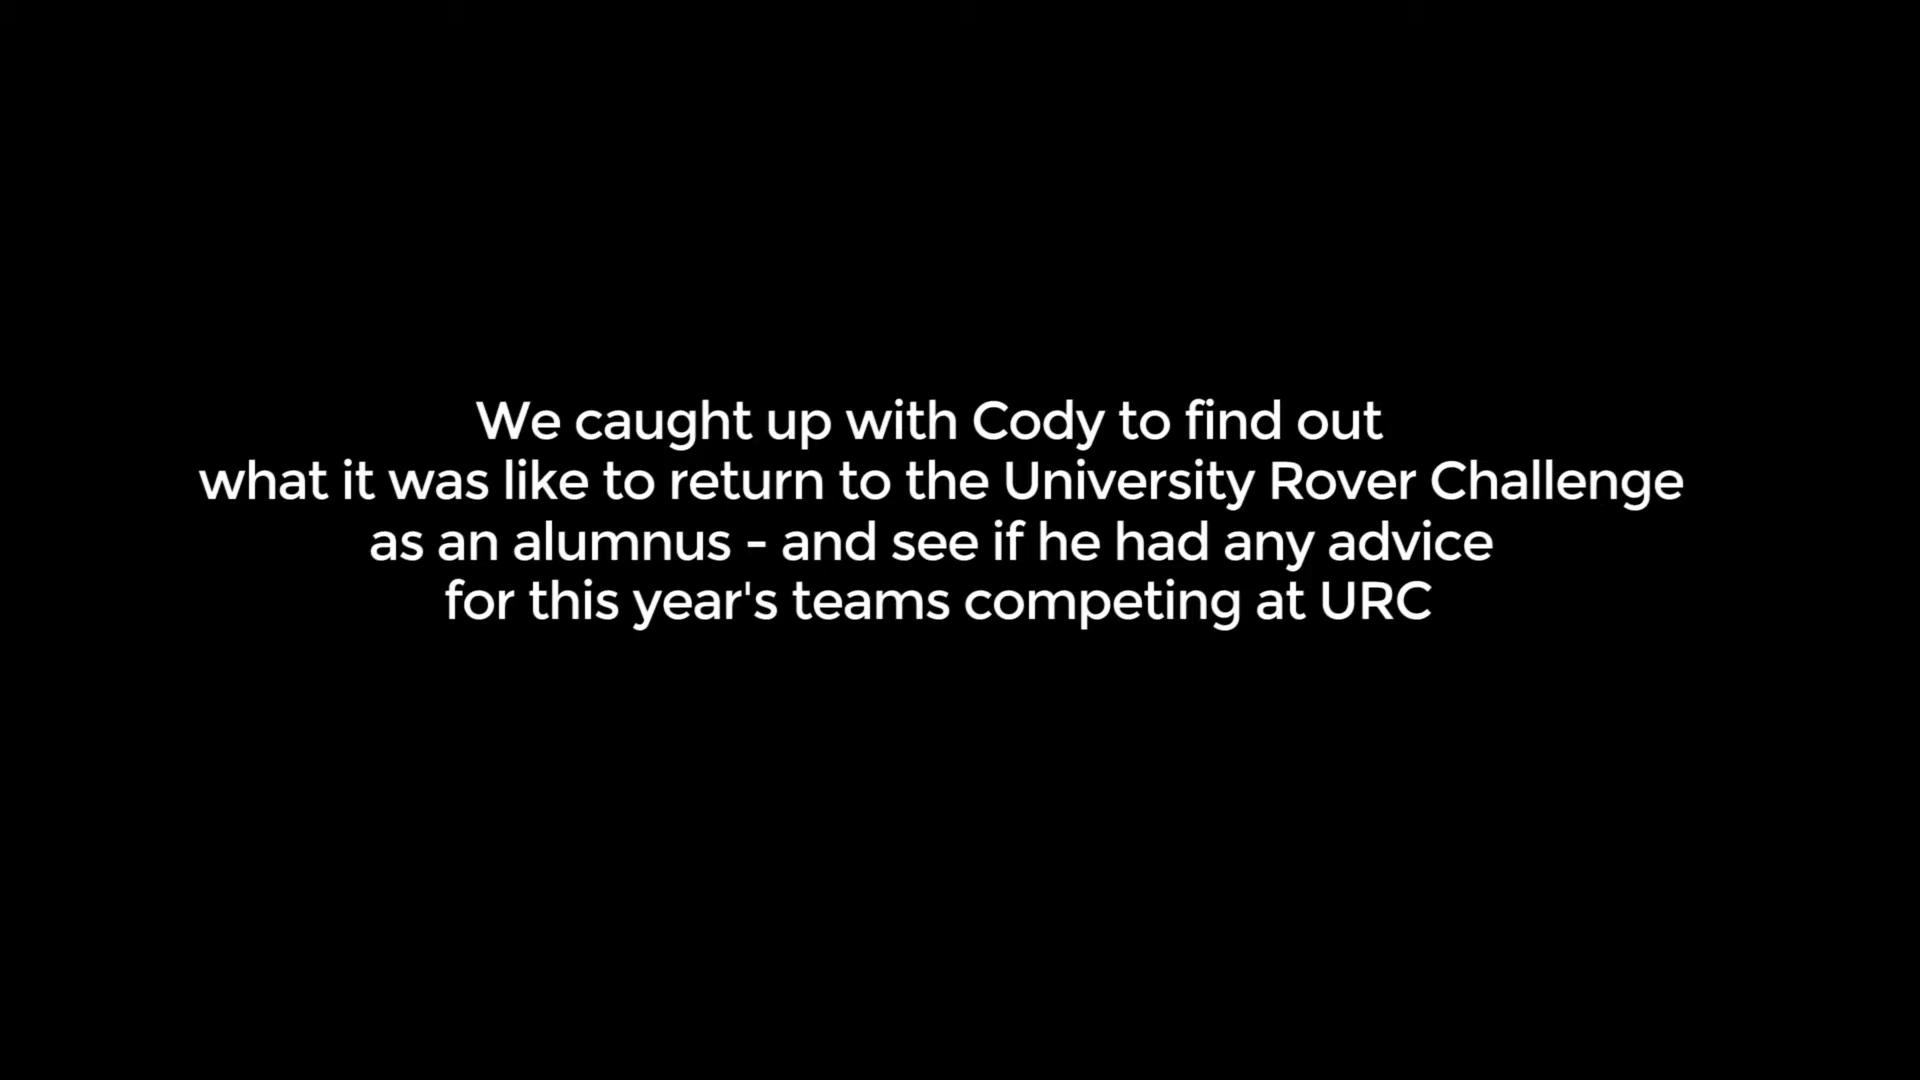 We caught up with Cody to find out
what it was like to return to the University Rover Challenge
as an alumnus - and see if he had any advice
for this year's teams competing at URC